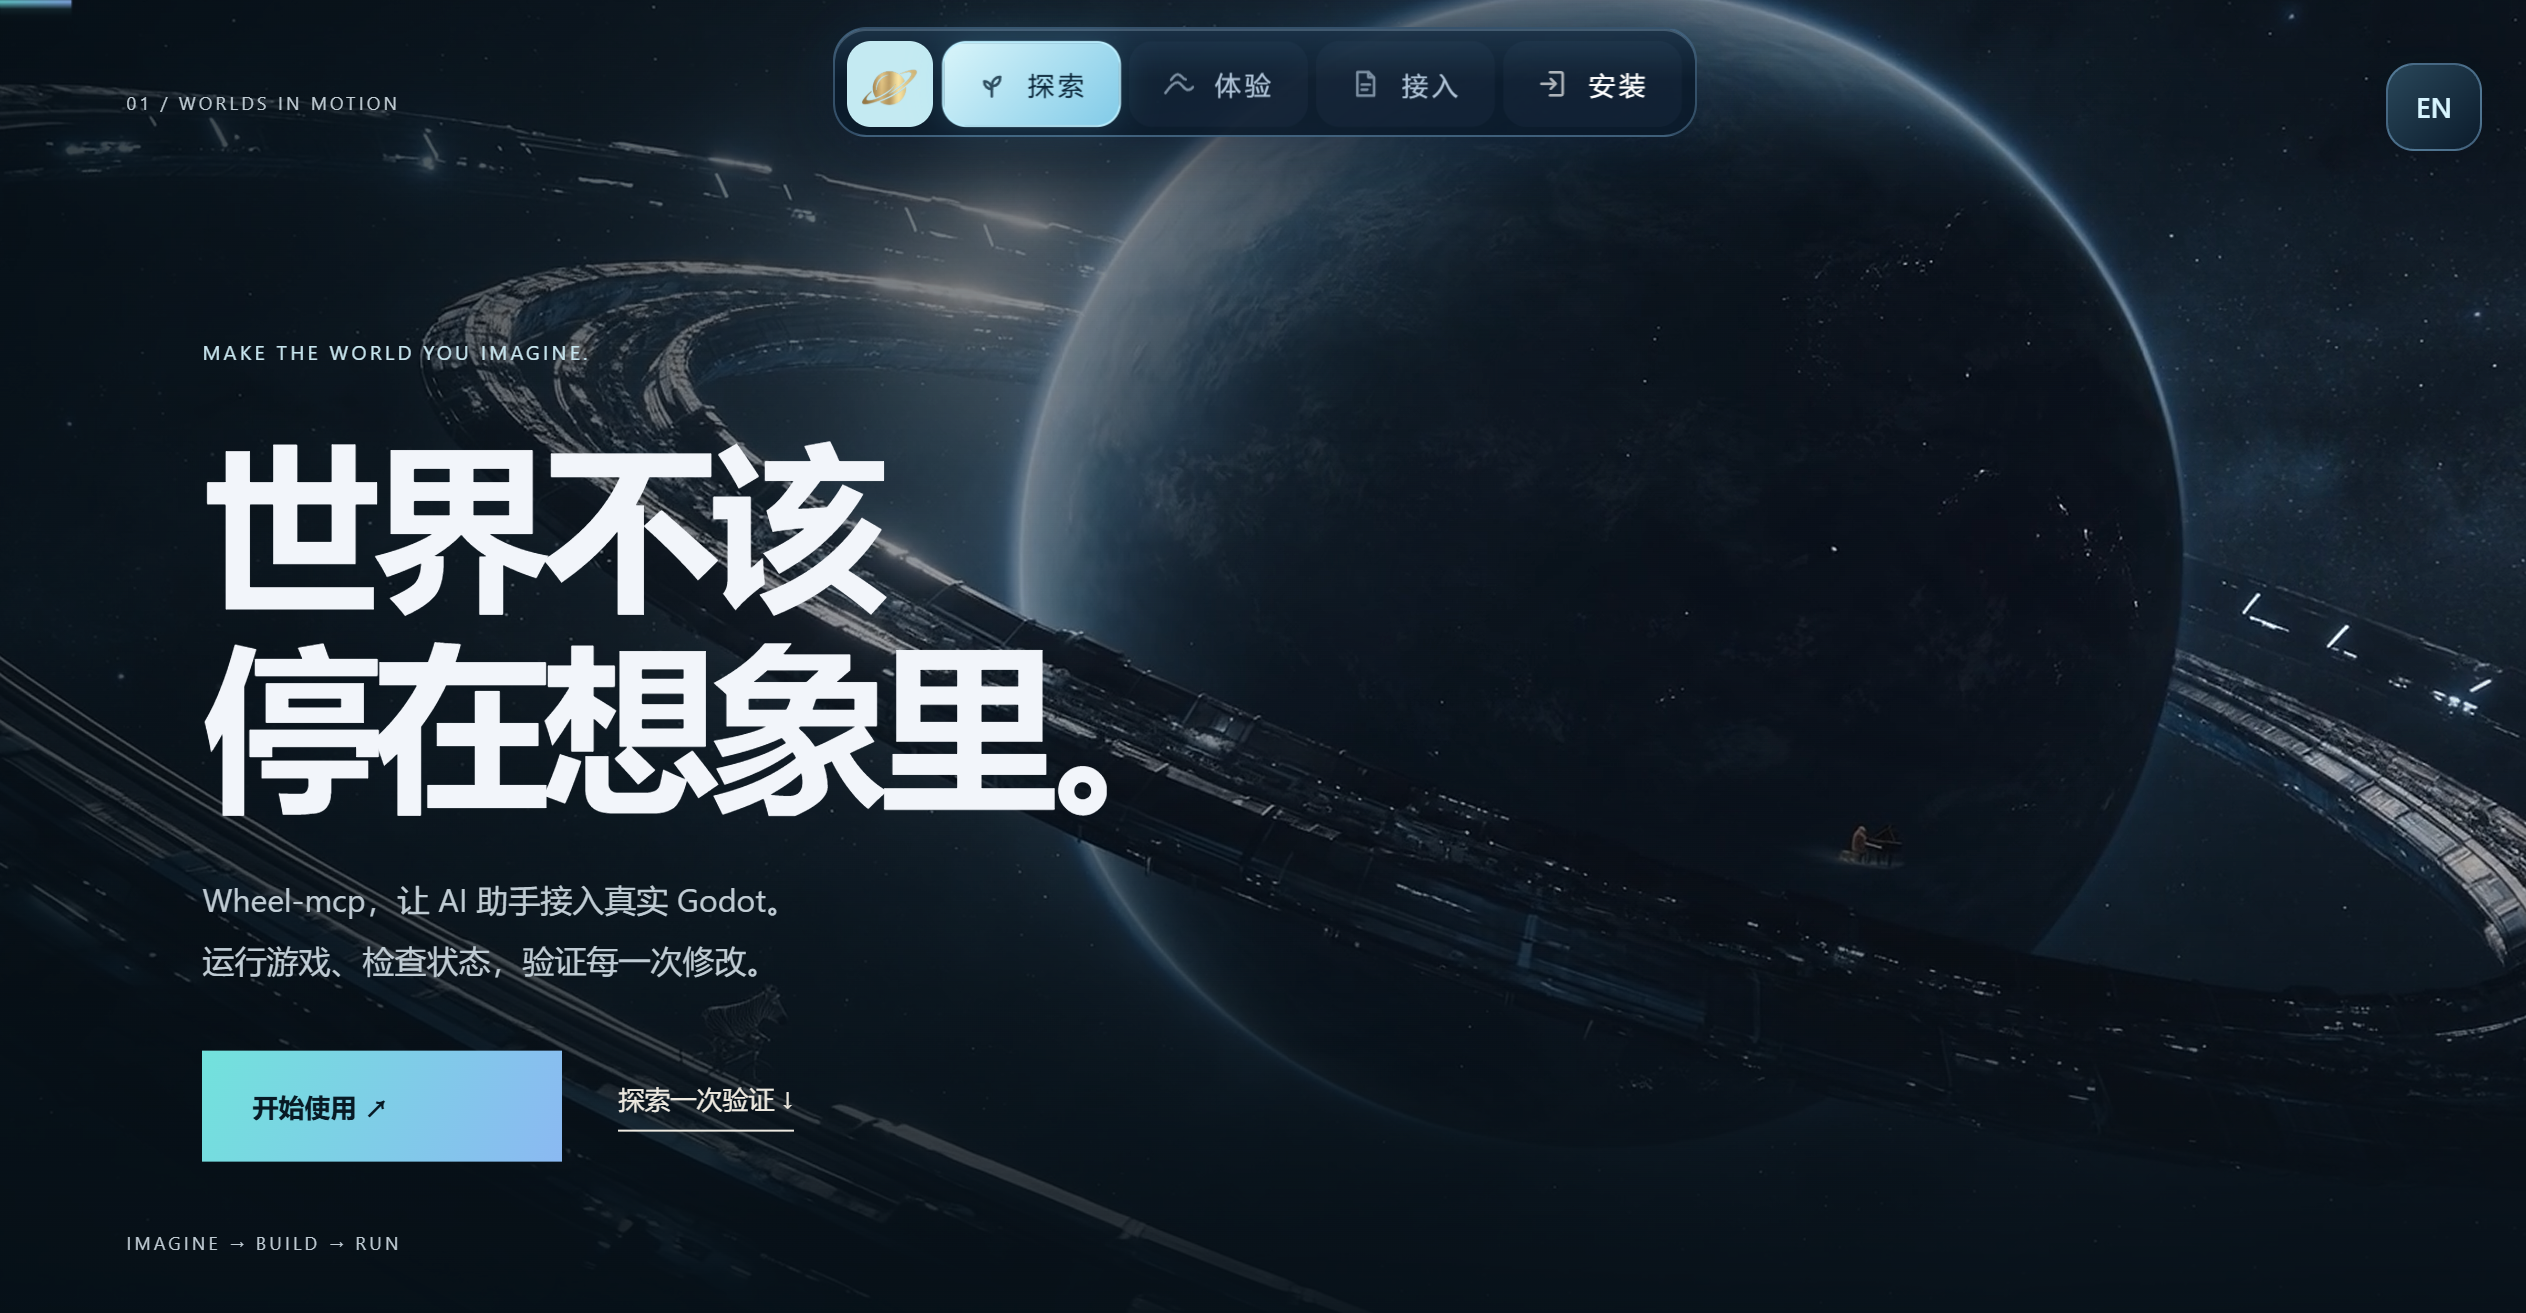 探索
体验
接入
安装
EN
01 / WORLDS IN MOTION
MAKE THE WORLD YOU IMAGINE.
世界不该
停在想象里。
Wheel-mcp，让 AI 助手接入真实 Godot。
运行游戏、检查状态，验证每一次修改。
开始使用 ↗
探索一次验证 ↓
IMAGINE → BUILD → RUN